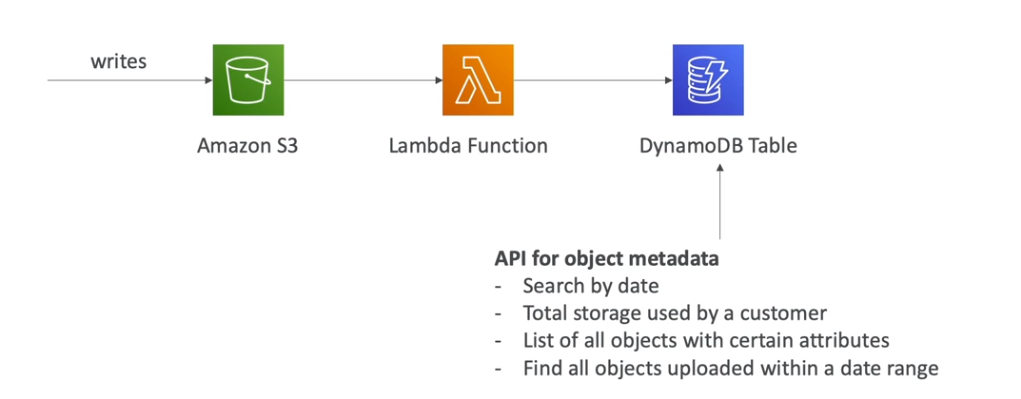 writes
Amazon S3
Lambda Function
DynamoDB Table
API for object metadata
- Search by date
- Total storage used by a customer
- List of all objects with certain attributes
- Find all objects uploaded within a date range